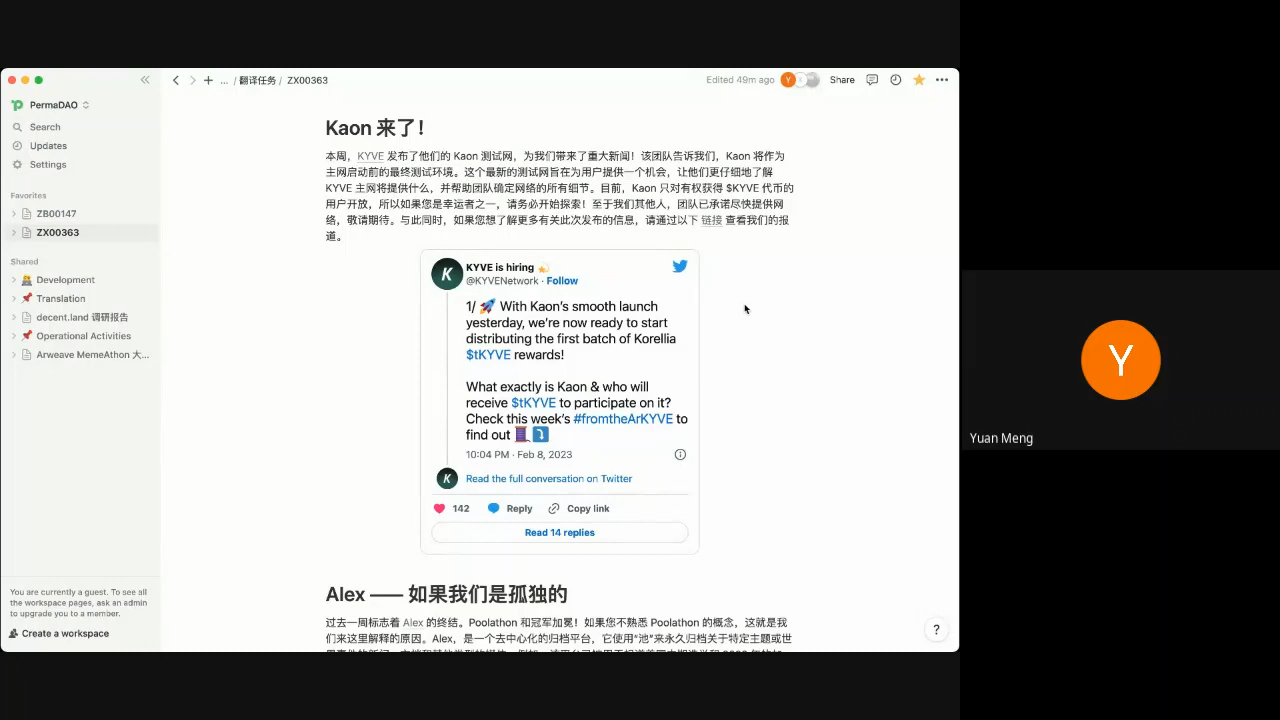 ... / 翻译任务 / ZX00363
Edited 49m ago
Y
Share
PermaDAO
Search
Updates
Settings
Favorites
ZB00147
ZX00363
Shared
Development
Translation
decent.land 调研报告
Operational Activities
Arweave MemeAthon 大...
You are currently a guest. To see all
the workspace pages, ask an admin
to upgrade you to a member.
Create a workspace
Kaon 来了！
本周，KYVE 发布了他们的 Kaon 测试网，为我们带来了重大新闻！该团队告诉我们，Kaon 将作为
主网启动前的最终测试环境。这个最新的测试网旨在为用户提供一个机会，让他们更仔细地了解
KYVE 主网将提供什么，并帮助团队确定网络的所有细节。目前，Kaon 只对有权获得 $KYVE 代币的
用户开放，所以如果您是幸运者之一，请务必开始探索！至于我们其他人，团队已承诺尽快提供网
络，敬请期待。与此同时，如果您想了解更多有关此次发布的信息，请通过以下 链接 查看我们的报
道。
K
KYVE is hiring
@KYVENetwork · Follow
1/ 🚀 With Kaon's smooth launch
yesterday, we're now ready to start
distributing the first batch of Korellia
$tKYVE rewards!
What exactly is Kaon & who will
receive $tKYVE to participate on it?
Check this week's #fromtheArKYVE to
find out 🧵⤵️
10:04 PM · Feb 8, 2023
K
Read the full conversation on Twitter
142
Reply
Copy link
Read 14 replies
Alex —— 如果我们是孤独的
过去一周标志着 Alex 的终结。Poolathon 和冠军加冕！如果您不熟悉 Poolathon 的概念，这就是我
们来这里解释的原因。Alex，是一个去中心化的归档平台，它使用“池”来永久归档关于特定主题或世
?
Y
Yuan Meng